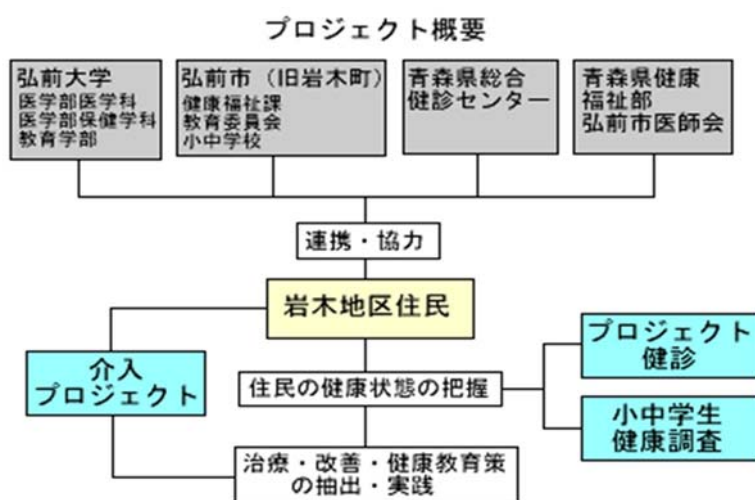 プロジェクト概要
弘前大学
医学部医学科
医学部保健学科
教育学部
弘前市（旧岩木町）
健康福祉課
教育委員会
小中学校
青森県総合
健診センター
青森県健康
福祉部
弘前市医師会
連携・協力
岩木地区住民
介入
プロジェクト
住民の健康状態の把握
プロジェクト
健診
小中学生
健康調査
治療・改善・健康教育策
の抽出・実践